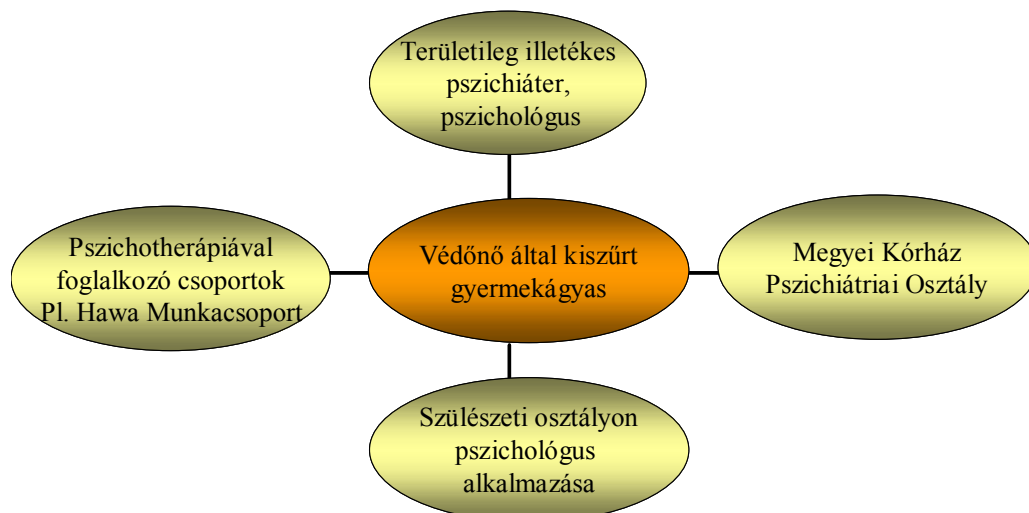 Területileg illetékes
pszichiáter,
pszichológus
Pszichotherápiával
foglalkozó csoportok
Pl. Hawa Munkacsoport
Védőnő által kiszűrt
gyermekágyas
Megyei Kórház
Pszichiátriai Osztály
Szülészeti osztályon
pszichológus
alkalmazása